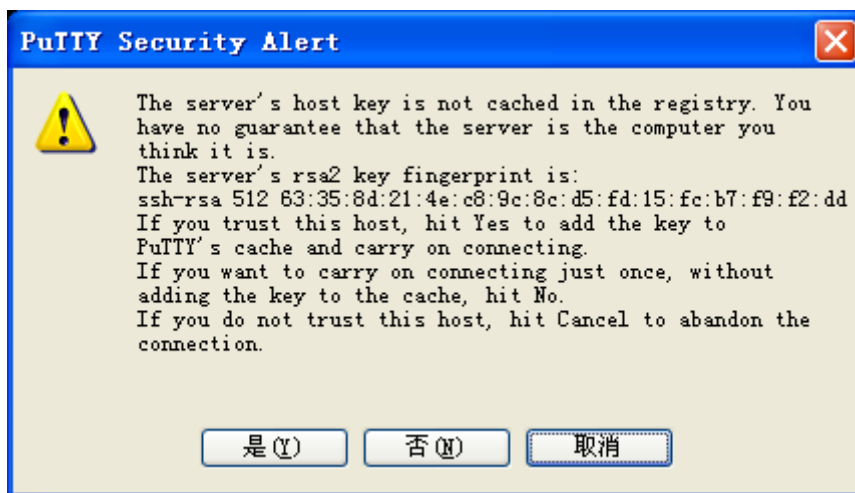 PuTTY Security Alert
The server's host key is not cached in the registry. You
have no guarantee that the server is the computer you
think it is.
The server's rsa2 key fingerprint is:
ssh-rsa 512 63:35:8d:21:4e:c8:9c:8c:d5:fd:15:fc:b7:f9:f2:dd
If you trust this host, hit Yes to add the key to
PuTTY's cache and carry on connecting.
If you want to carry on connecting just once, without
adding the key to the cache, hit No.
If you do not trust this host, hit Cancel to abandon the
connection.
是(Y) 否(N) 取消